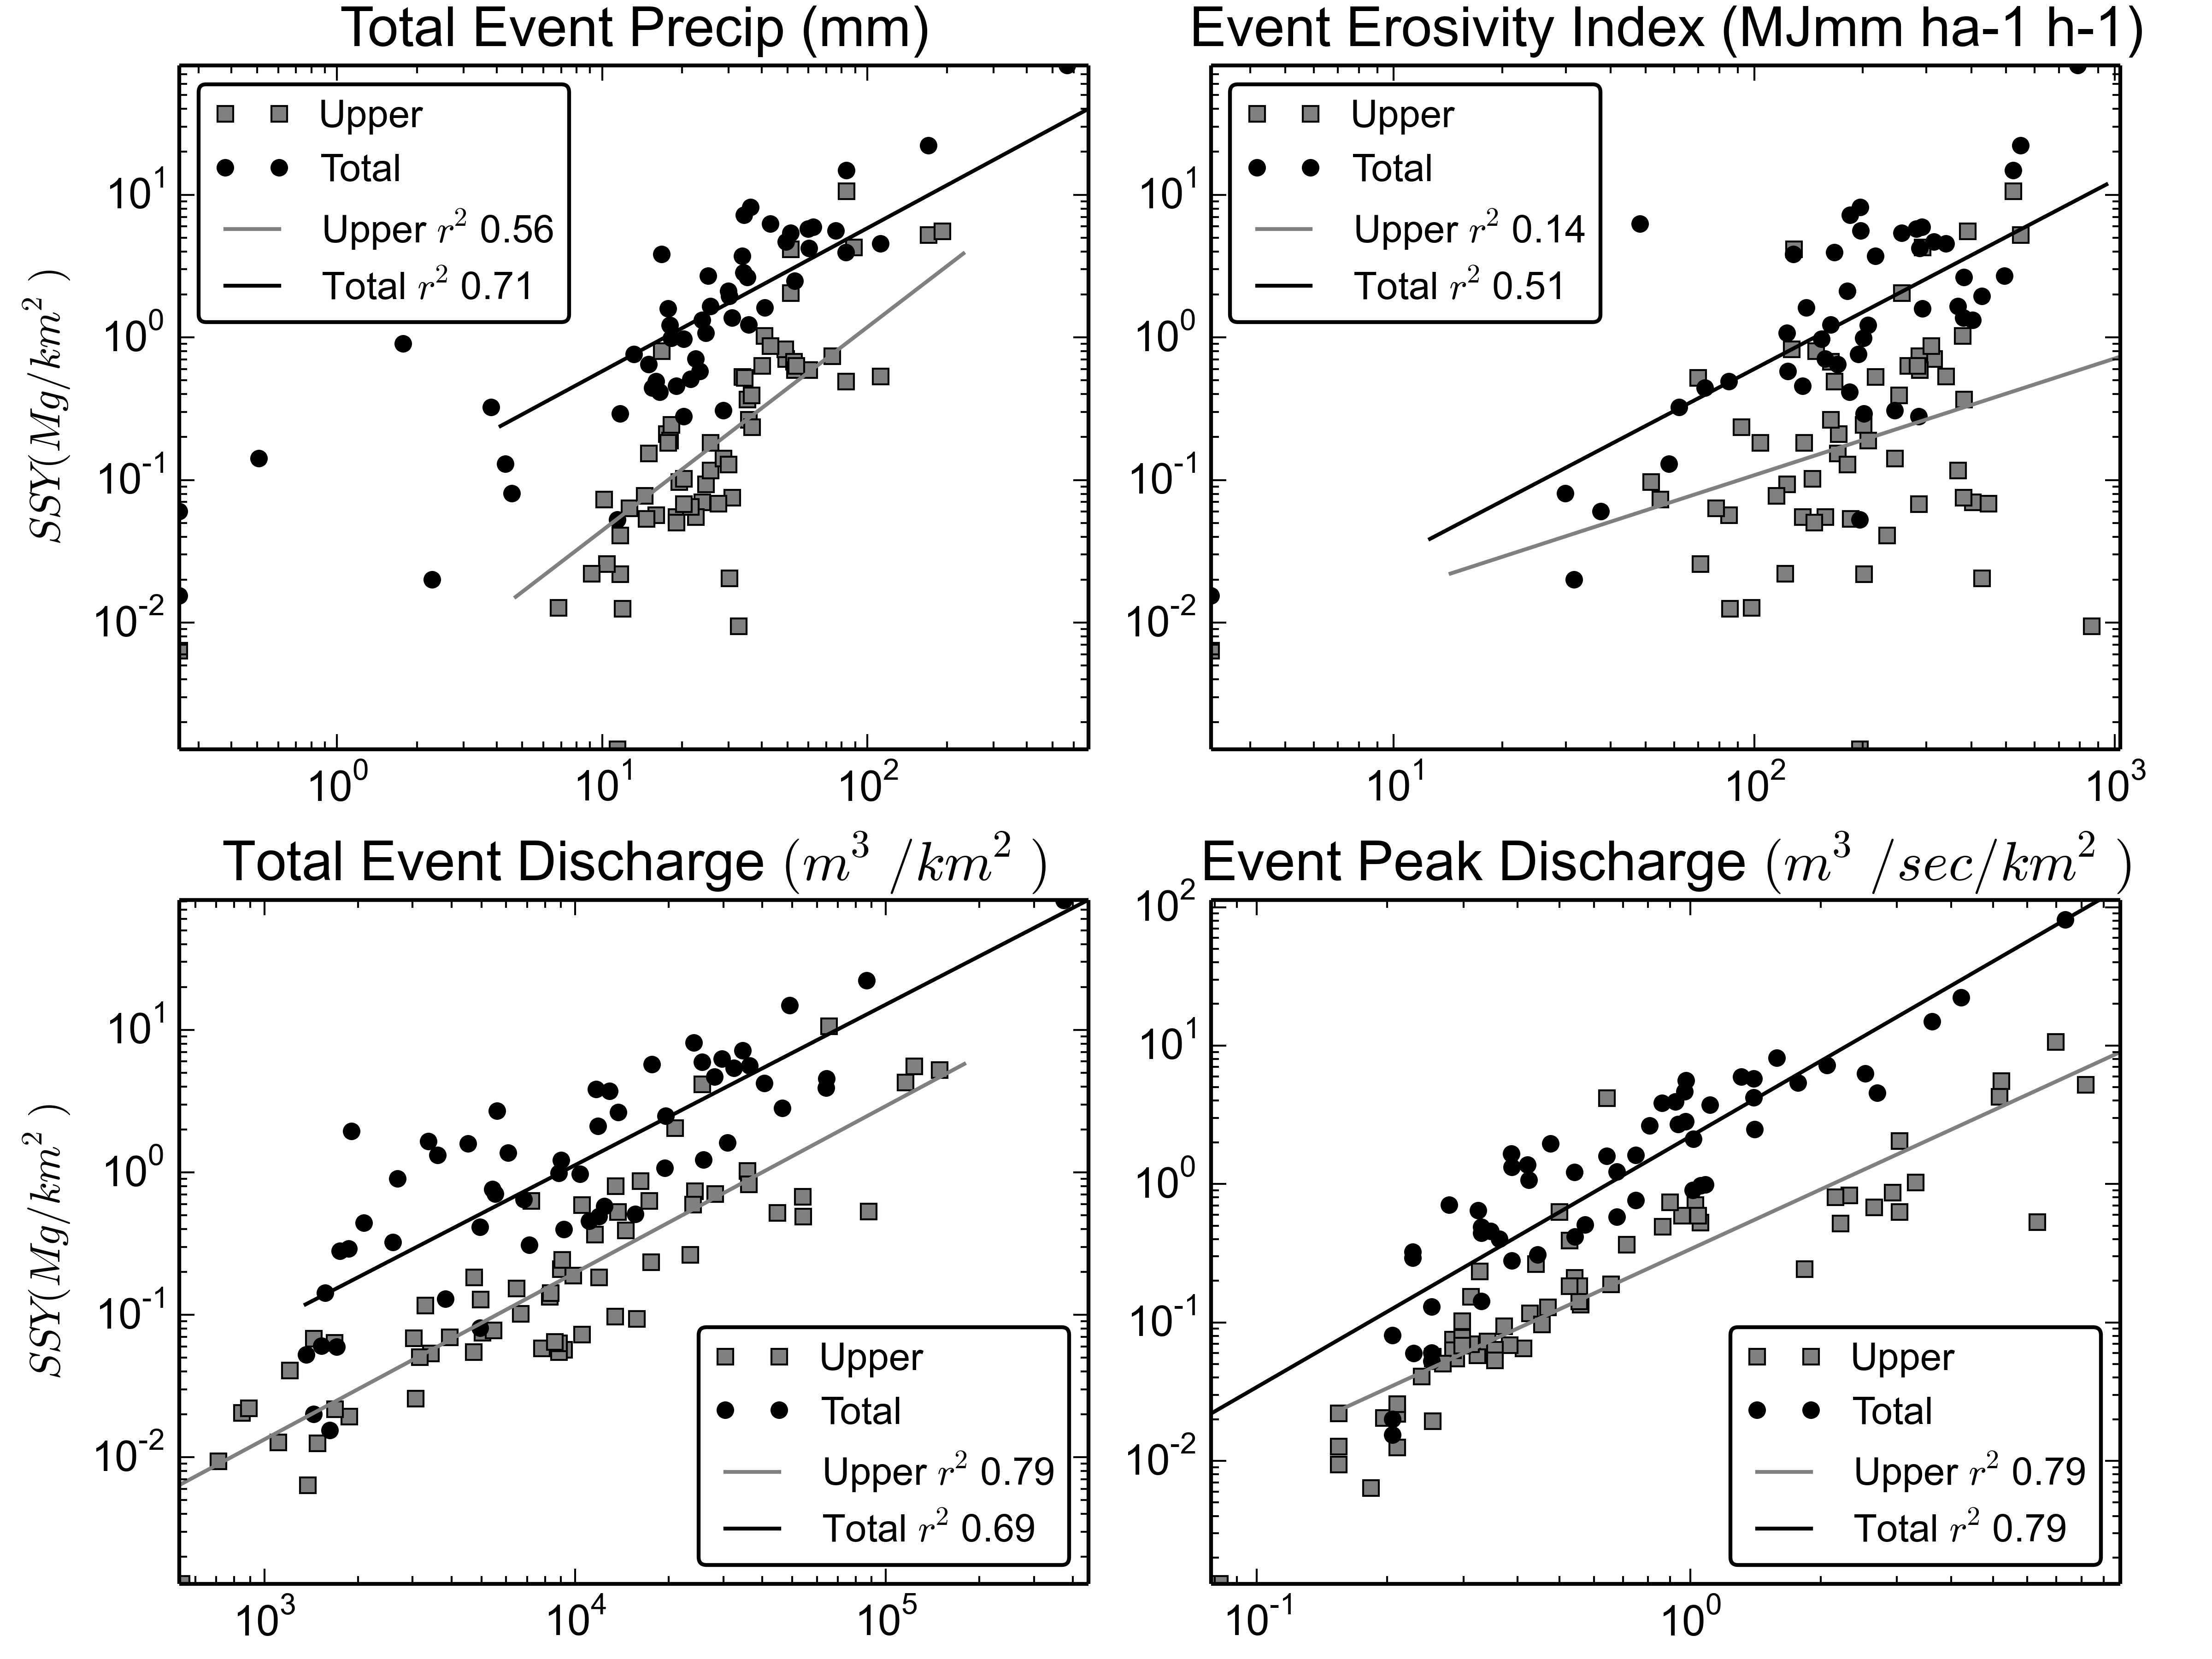 Total Event Precip (mm)
Upper
Total
Upper r² 0.56
Total r² 0.71
SSY(Mg/km²)
10¹
10⁰
10⁻¹
10⁻²
10⁰ 10¹ 10²
Event Erosivity Index (MJmm ha-1 h-1)
Upper
Total
Upper r² 0.14
Total r² 0.51
10¹
10⁰
10⁻¹
10⁻²
10¹ 10² 10³
Total Event Discharge (m³/km²)
SSY(Mg/km²)
10¹
10⁰
10⁻¹
10⁻²
Upper
Total
Upper r² 0.79
Total r² 0.69
10³ 10⁴ 10⁵
Event Peak Discharge (m³/sec/km²)
10²
10¹
10⁰
10⁻¹
10⁻²
Upper
Total
Upper r² 0.79
Total r² 0.79
10⁻¹ 10⁰